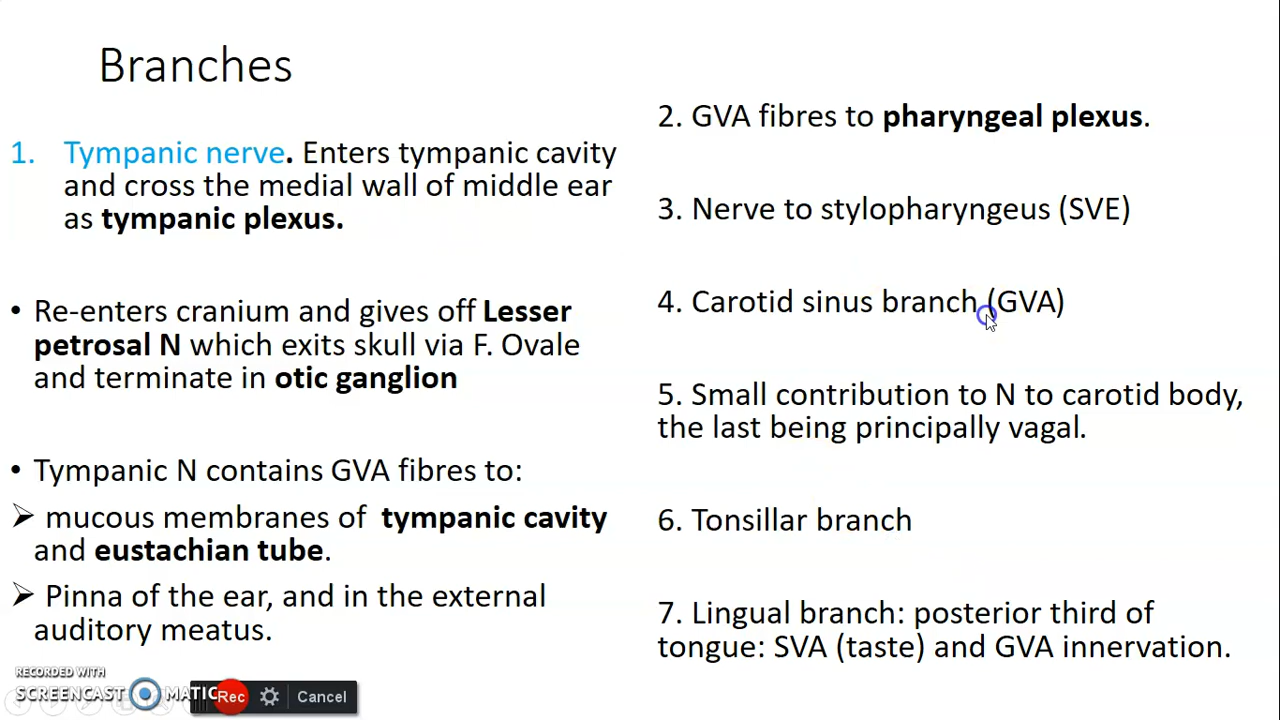 Branches
1. Tympanic nerve. Enters tympanic cavity
and cross the medial wall of middle ear
as tympanic plexus.
• Re-enters cranium and gives off Lesser
petrosal N which exits skull via F. Ovale
and terminate in otic ganglion
• Tympanic N contains GVA fibres to:
➢ mucous membranes of tympanic cavity
and eustachian tube.
➢ Pinna of the ear, and in the external
auditory meatus.
2. GVA fibres to pharyngeal plexus.
3. Nerve to stylopharyngeus (SVE)
4. Carotid sinus branch (GVA)
5. Small contribution to N to carotid body,
the last being principally vagal.
6. Tonsillar branch
7. Lingual branch: posterior third of
tongue: SVA (taste) and GVA innervation.
RECORDED WITH
SCREENCAST MATIC
Rec
Cancel